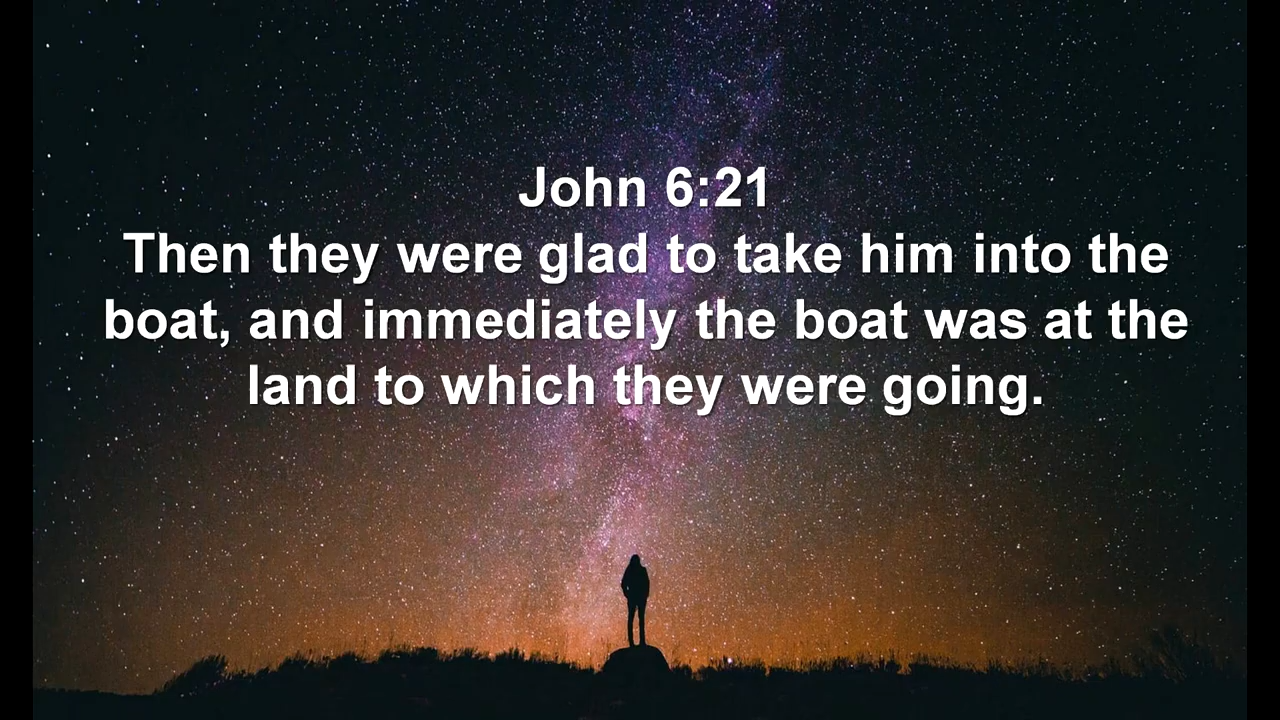 John 6:21
Then they were glad to take him into the
boat, and immediately the boat was at the
land to which they were going.